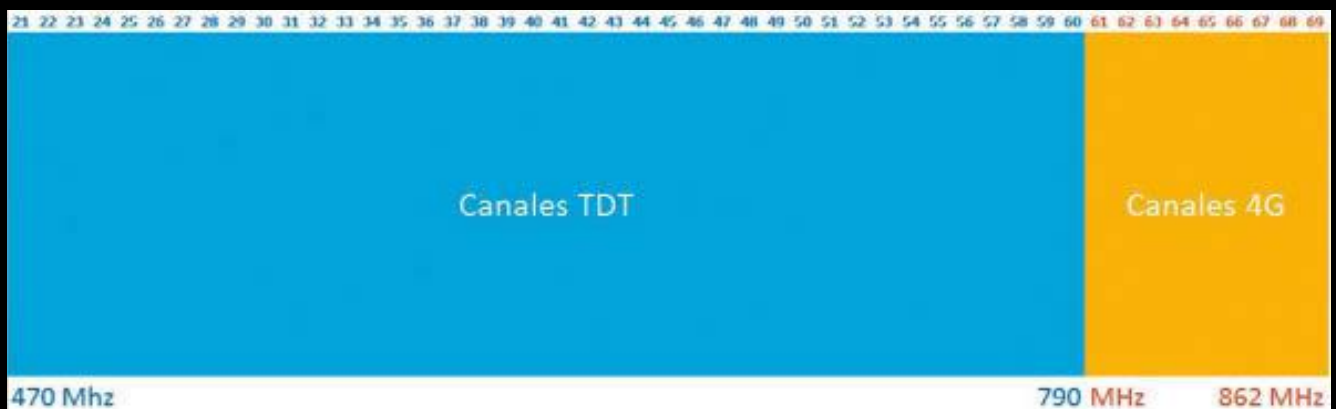 21 22 23 24 25 26 27 28 29 30 31 32 33 34 35 36 37 38 39 40 41 42 43 44 45 46 47 48 49 50 51 52 53 54 55 56 57 58 59 60 61 62 63 64 65 66 67 68 69
Canales TDT Canales 4G
470 Mhz 790 MHz 862 MHz